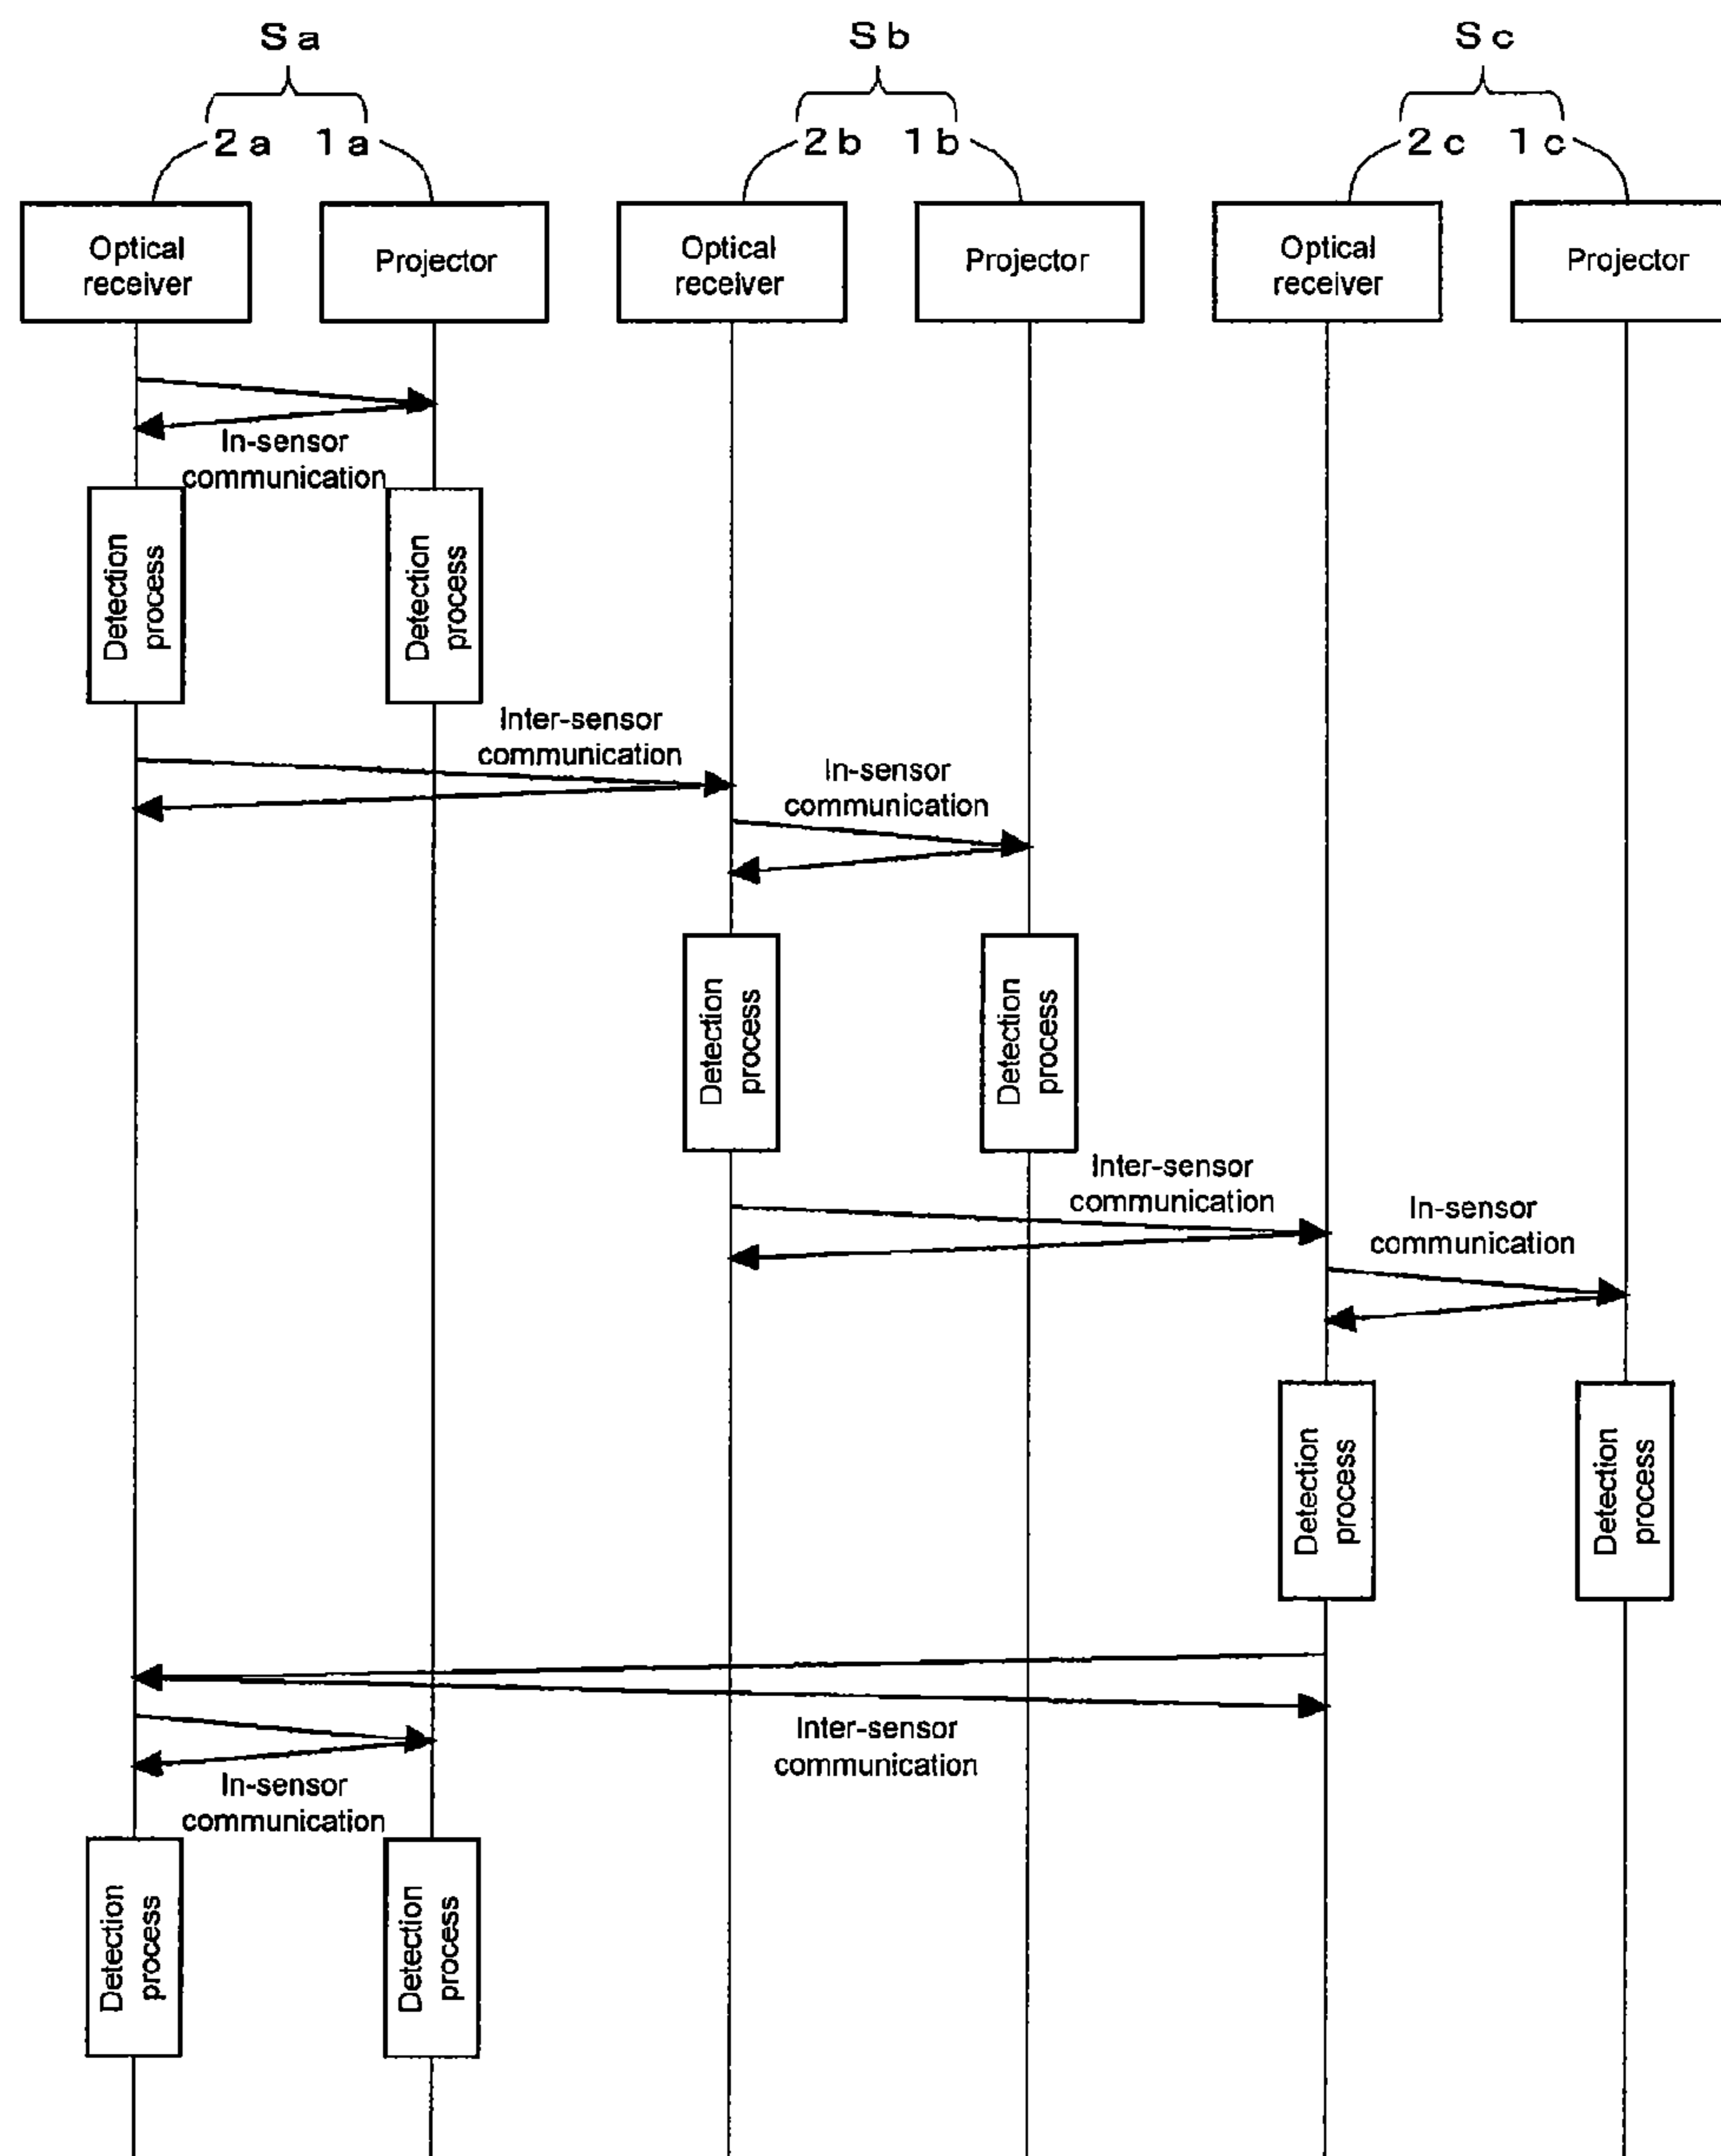 Sa
Sb
Sc
2a 1a
2b 1b
2c 1c
Optical
receiver
Projector
Optical
receiver
Projector
Optical
receiver
Projector
In-sensor
communication
Detection
process
Detection
process
Inter-sensor
communication
In-sensor
communication
Detection
process
Detection
process
Inter-sensor
communication
In-sensor
communication
Detection
process
Detection
process
Inter-sensor
communication
In-sensor
communication
Detection
process
Detection
process